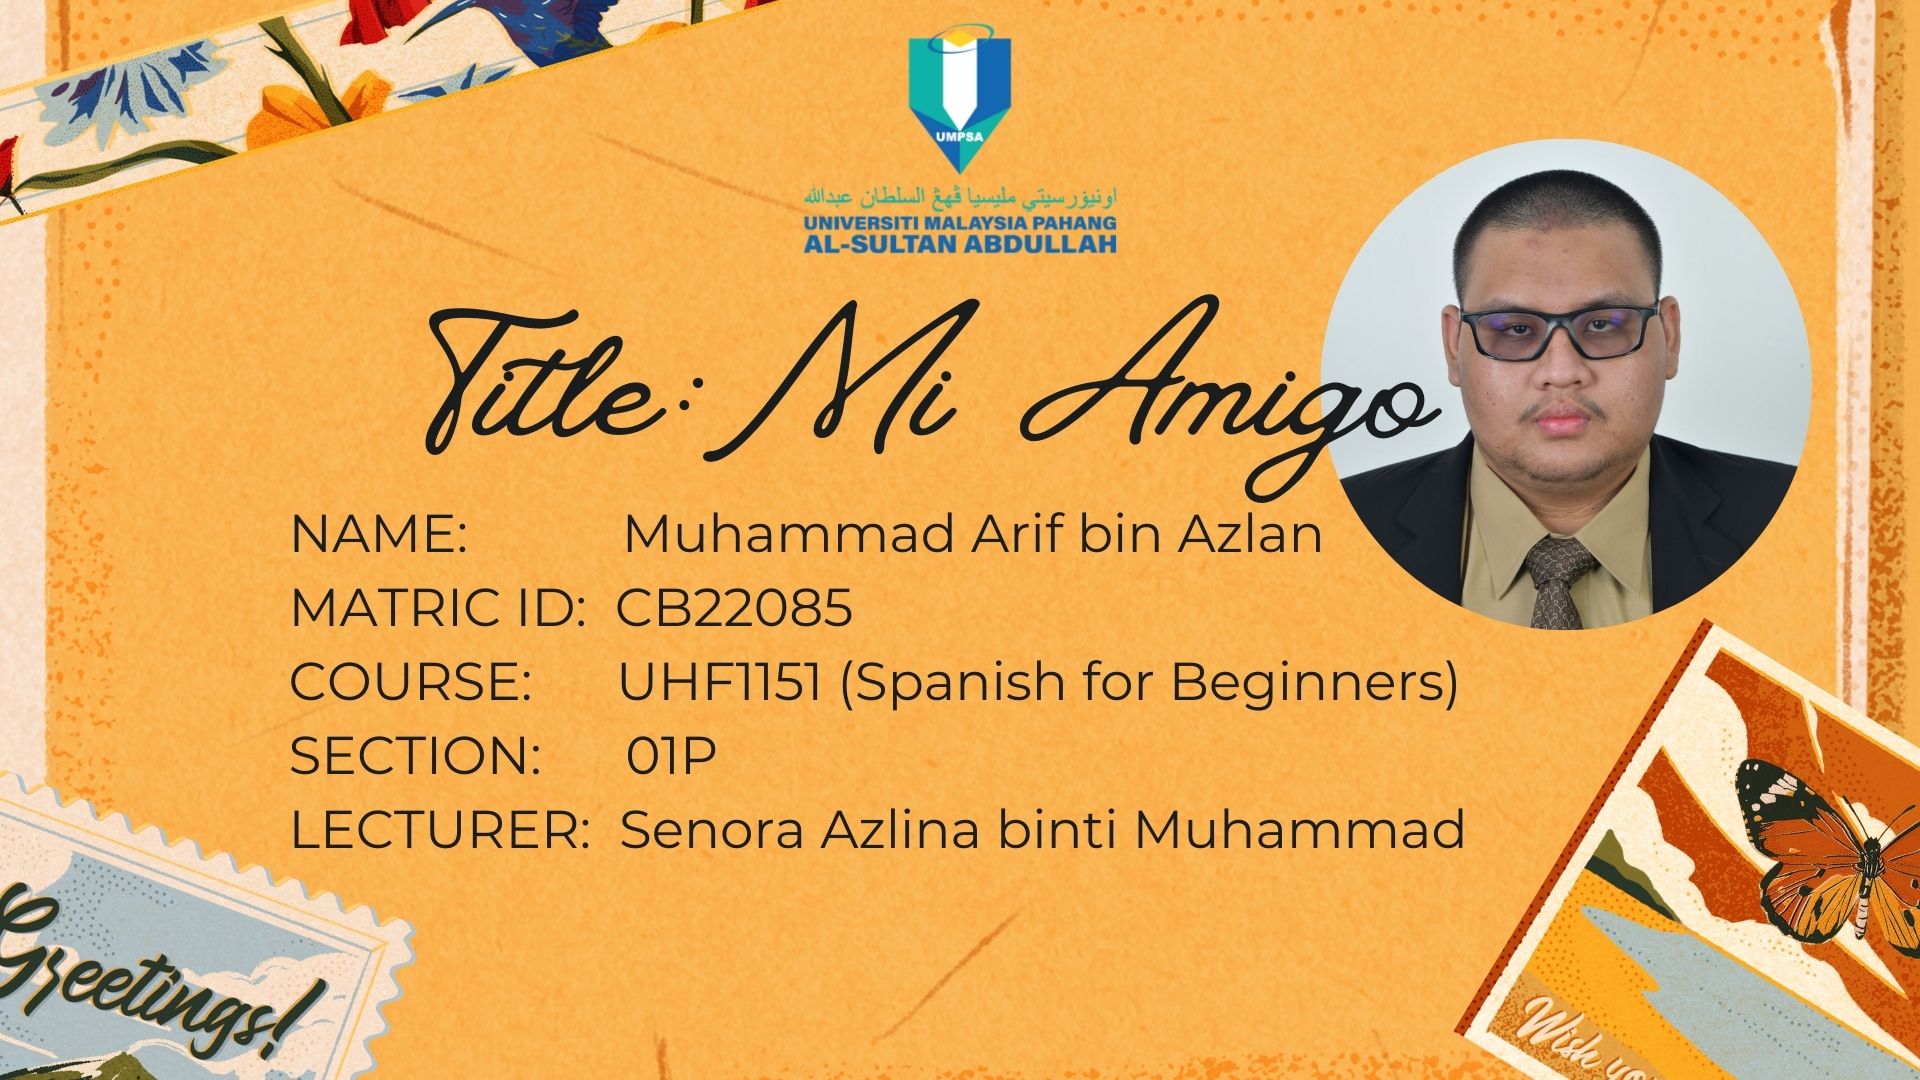 UMPSA
اونيۏرسيتي مليسيا ڤهڠ السلطان عبدالله
UNIVERSITI MALAYSIA PAHANG
AL-SULTAN ABDULLAH
Title: Mi Amigo
NAME: Muhammad Arif bin Azlan
MATRIC ID: CB22085
COURSE: UHF1151 (Spanish for Beginners)
SECTION: 01P
LECTURER: Senora Azlina binti Muhammad
Greetings!
Wish